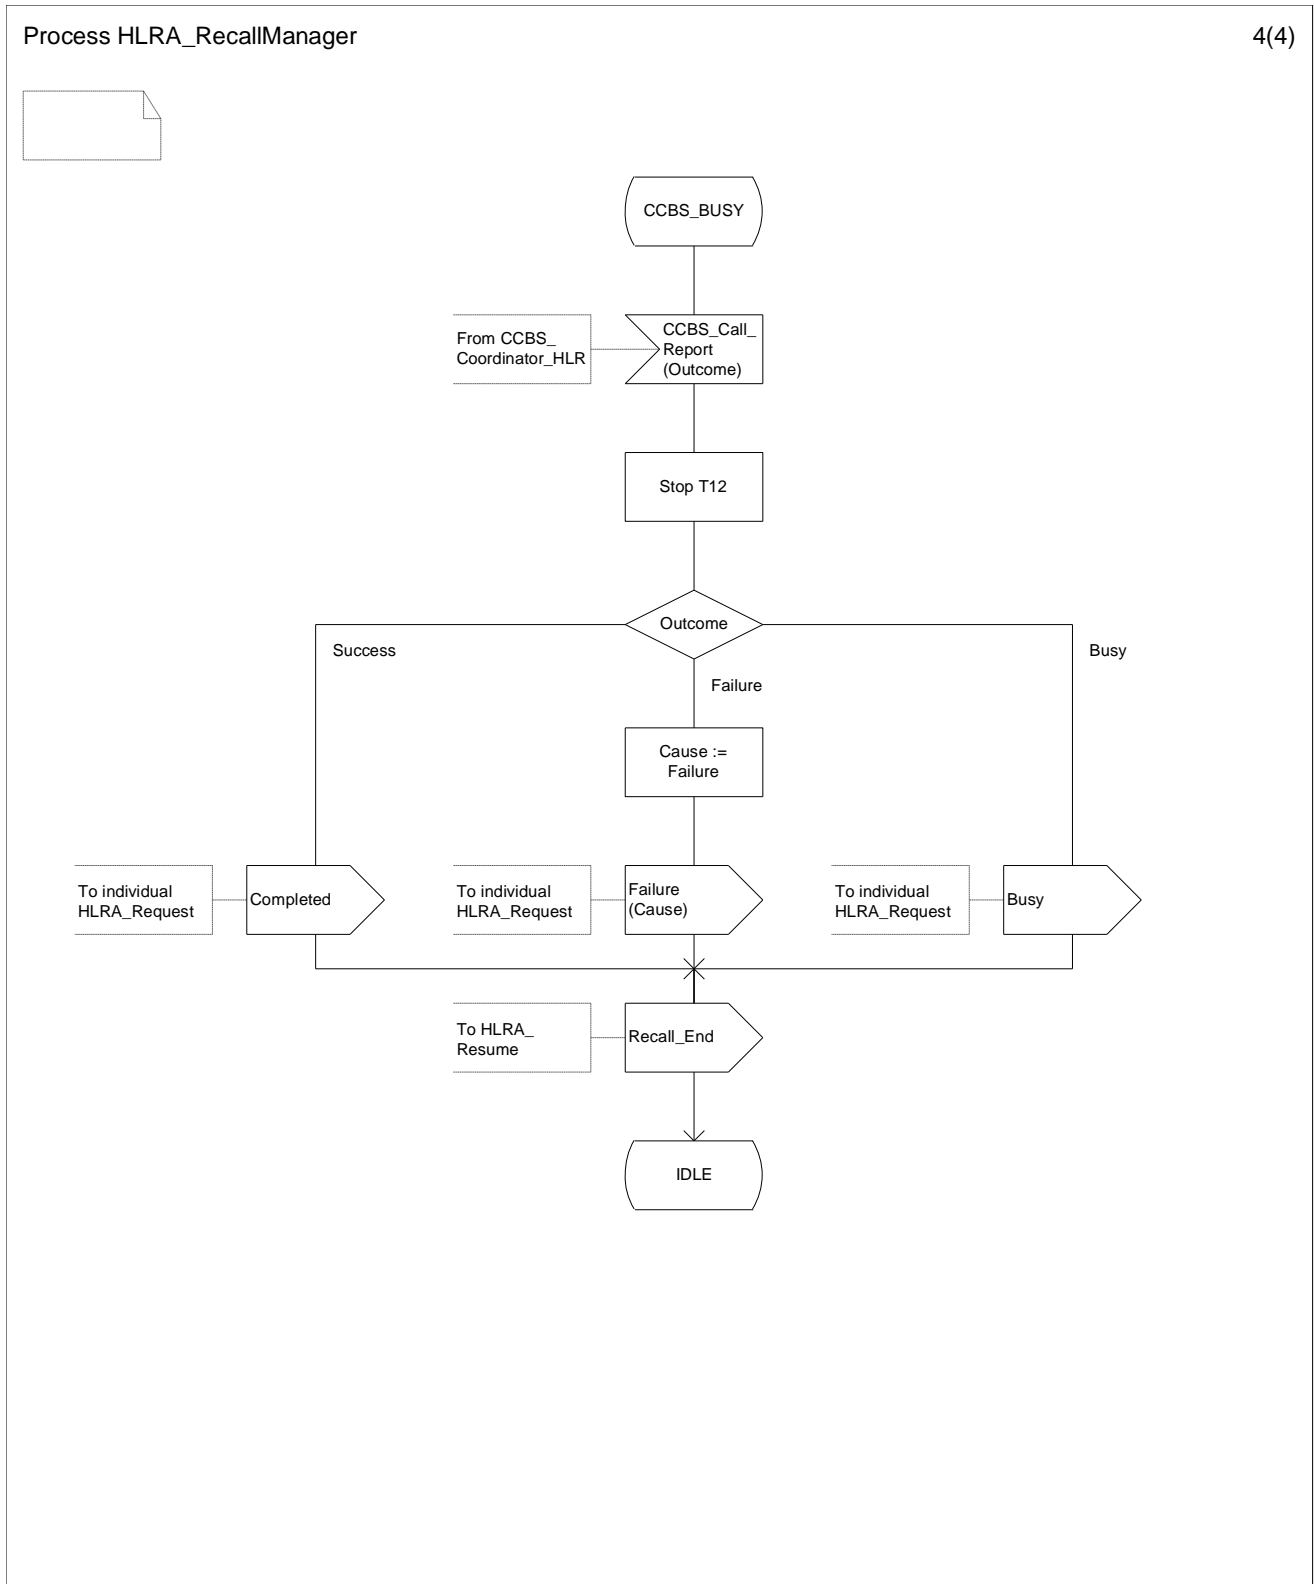 Process HLRA_RecallManager
4(4)
CCBS_BUSY
From CCBS_
Coordinator_HLR
CCBS_Call_
Report
(Outcome)
Stop T12
Outcome
Success
Failure
Busy
Cause :=
Failure
To individual
HLRA_Request
Completed
To individual
HLRA_Request
Failure
(Cause)
To individual
HLRA_Request
Busy
To HLRA_
Resume
Recall_End
IDLE